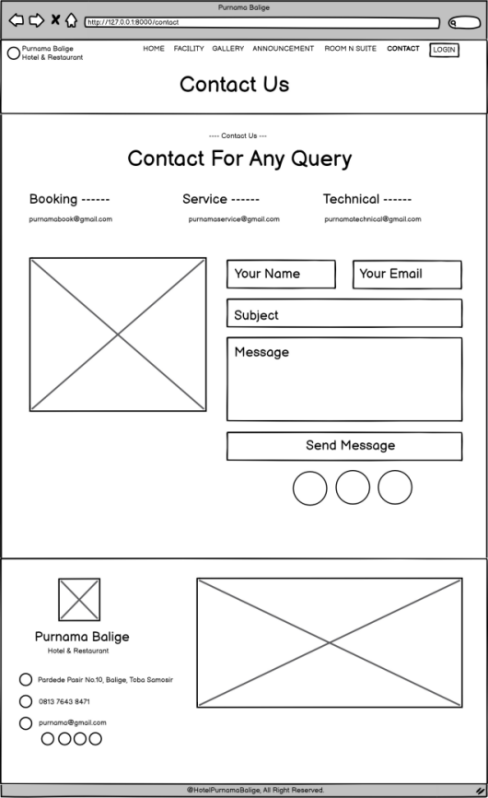 Purnama Balige
http://127.0.0.1:8000/contact
Purnama Balige
Hotel & Restaurant
HOME FACILITY GALLERY ANNOUNCEMENT ROOM N SUITE CONTACT LOGIN
Contact Us
---- Contact Us ---
Contact For Any Query
Booking ------ Service ------ Technical ------
purnamabook@gmail.com purnamaservice@gmail.com purnamatechnical@gmail.com
Your Name Your Email
Subject
Message
Send Message
Purnama Balige
Hotel & Restaurant
Pardede Pasir No.10, Balige, Toba Samosir
0813 7643 8471
purnama@gmail.com
@HotelPurnamaBalige, All Right Reserved.